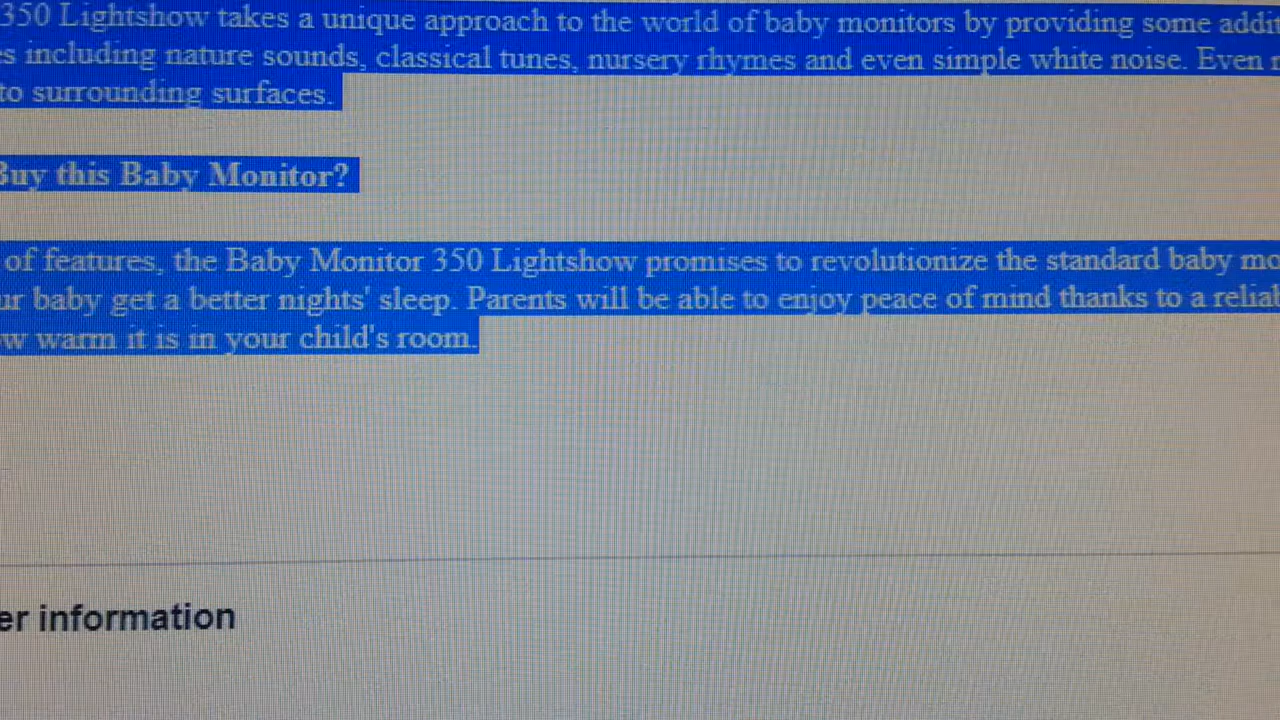 350 Lightshow takes a unique approach to the world of baby monitors by providing some addi
es including nature sounds, classical tunes, nursery rhymes and even simple white noise. Even
to surrounding surfaces.
Buy this Baby Monitor?
of features, the Baby Monitor 350 Lightshow promises to revolutionize the standard baby mo
ur baby get a better nights' sleep. Parents will be able to enjoy peace of mind thanks to a relia
ow warm it is in your child's room.
er information